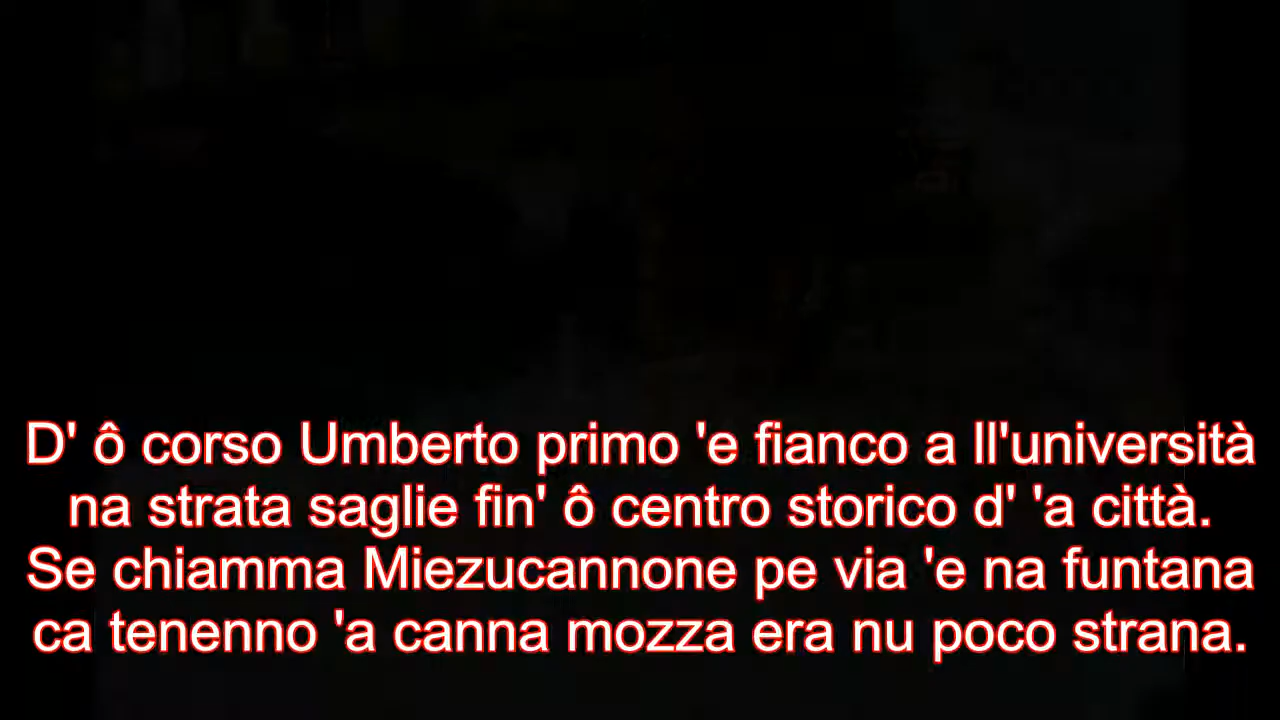 D' ô corso Umberto primo 'e fianco a ll'università
na strata saglie fin' ô centro storico d' 'a città.
Se chiamma Miezucannone pe via 'e na funtana
ca tenenno 'a canna mozza era nu poco strana.